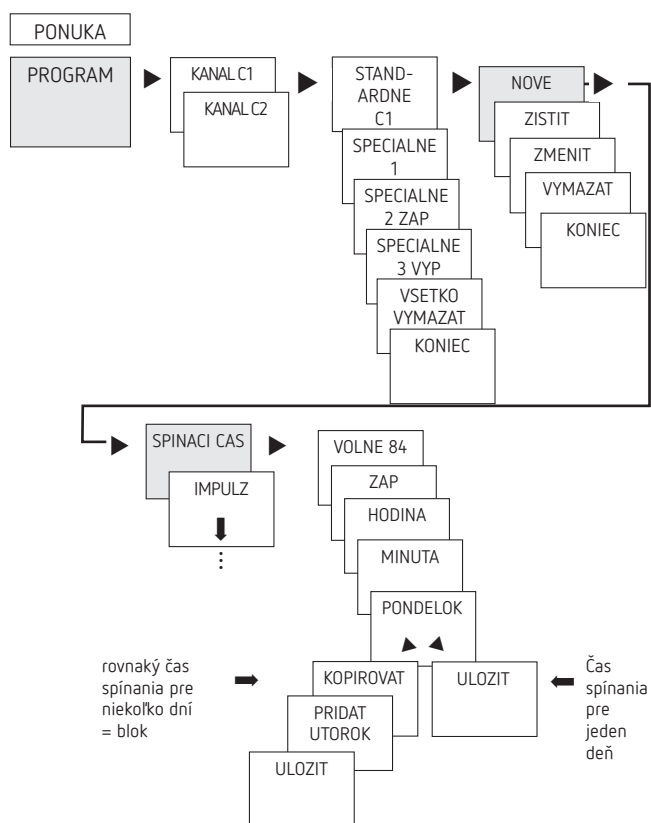 PONUKA
PROGRAM
KANAL C1
KANAL C2
STAND-
ARDNE
C1
SPECIALNE
1
SPECIALNE
2 ZAP
SPECIALNE
3 VYP
VSETKO
VYMAZAT
KONIEC
NOVE
ZISTIT
ZMENIT
VYMAZAT
KONIEC
SPINACI CAS
IMPULZ
VOLNE 84
ZAP
HODINA
MINUTA
PONDELOK
rovnaký čas
spínania pre
niekoľko dní
= blok
KOPIROVAT
PRIDAT
UTOROK
ULOZIT
ULOZIT
Čas
spínania
pre
jeden
deň